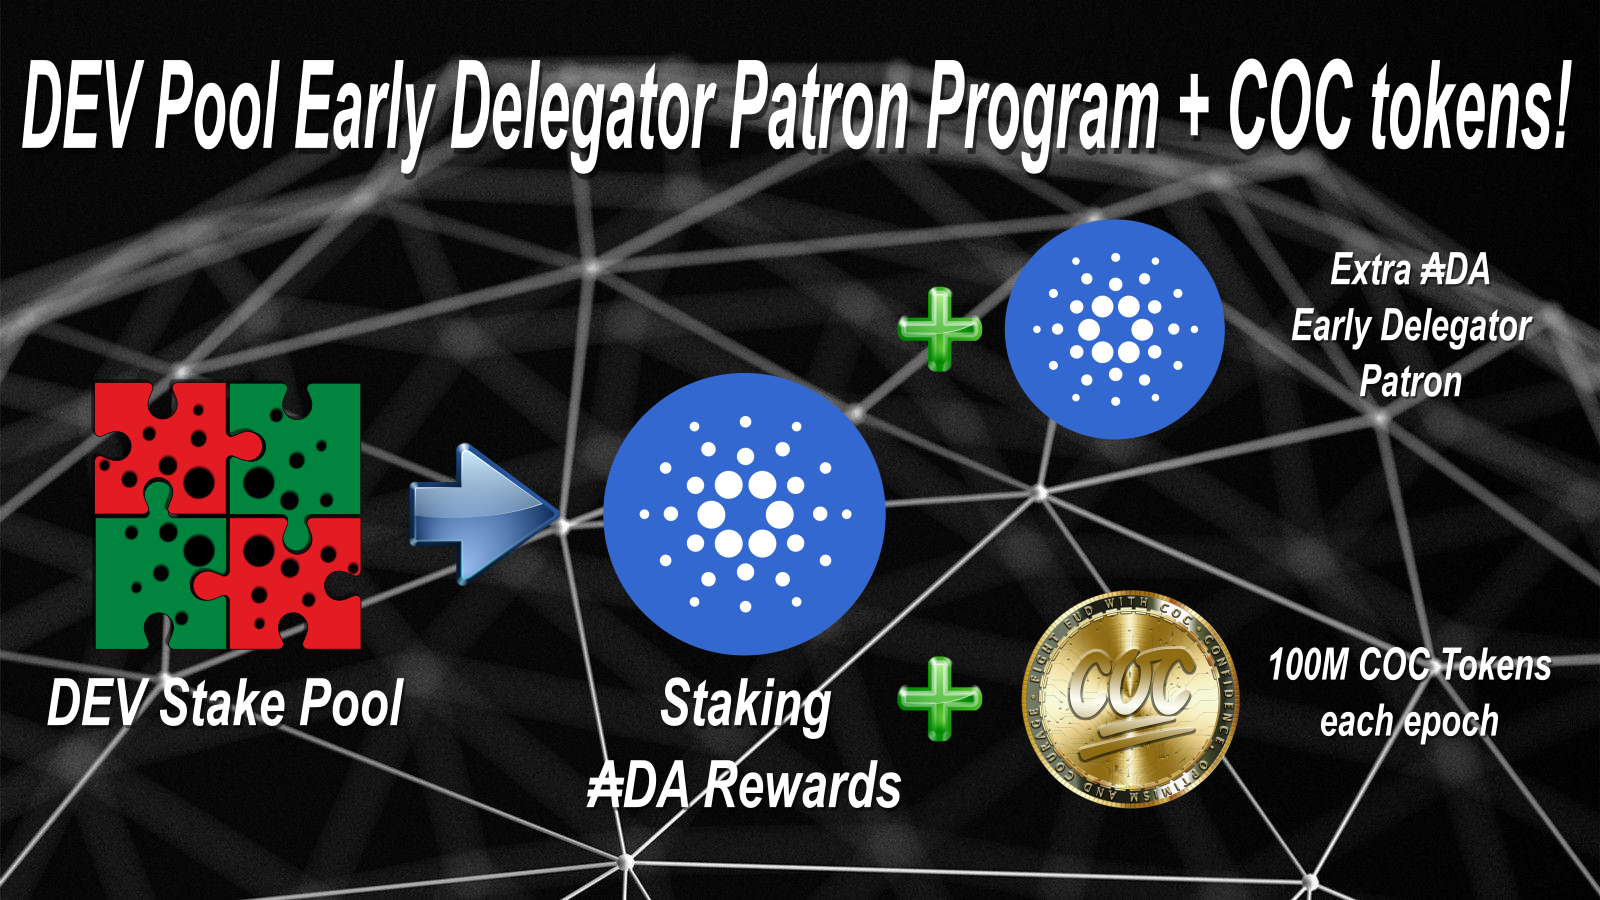 DEV Pool Early Delegator Patron Program + COC tokens!
Extra ₳DA
Early Delegator
Patron
DEV Stake Pool
Staking
₳DA Rewards
FIGHT FUD WITH COC • CONFIDENCE, OPTIMISM AND COURAGE •
COC
100M COC Tokens
each epoch